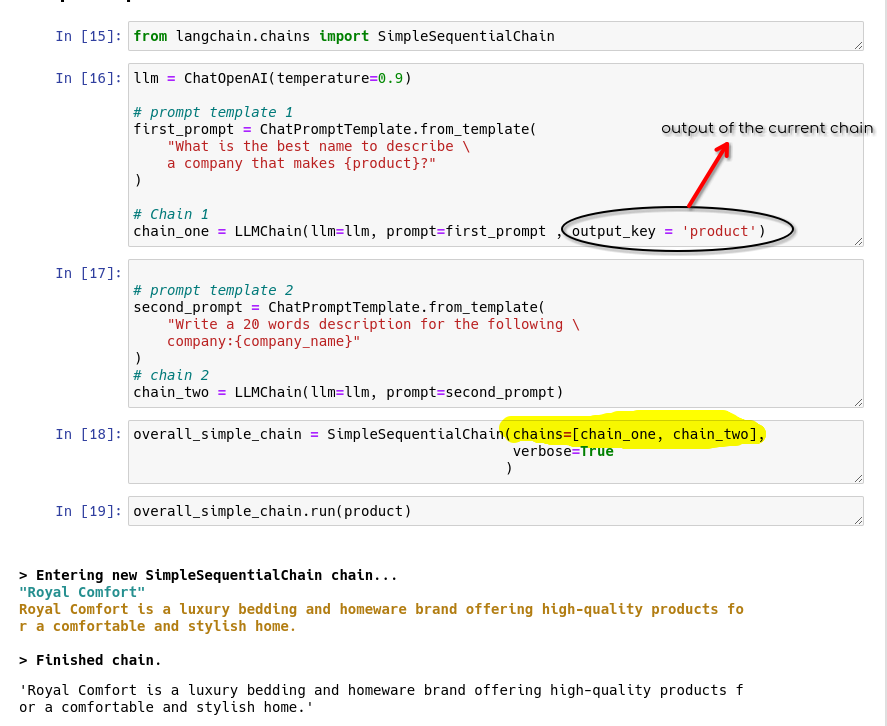 In [15]: from langchain.chains import SimpleSequentialChain
In [16]: llm = ChatOpenAI(temperature=0.9)
# prompt template 1
first_prompt = ChatPromptTemplate.from_template(
"What is the best name to describe \
output of the current chain
a company that makes {product}?"
)
# Chain 1
chain_one = LLMChain(llm=llm, prompt=first_prompt ,output_key = 'product')
In [17]:
# prompt template 2
second_prompt = ChatPromptTemplate.from_template(
"Write a 20 words description for the following \
company:{company_name}"
)
# chain 2
chain_two = LLMChain(llm=llm, prompt=second_prompt)
In [18]: overall_simple_chain = SimpleSequentialChain(chains=[chain_one, chain_two],
verbose=True
)
In [19]: overall_simple_chain.run(product)
> Entering new SimpleSequentialChain chain...
"Royal Comfort"
Royal Comfort is a luxury bedding and homeware brand offering high-quality products fo
r a comfortable and stylish home.
> Finished chain.
'Royal Comfort is a luxury bedding and homeware brand offering high-quality products f
or a comfortable and stylish home.'